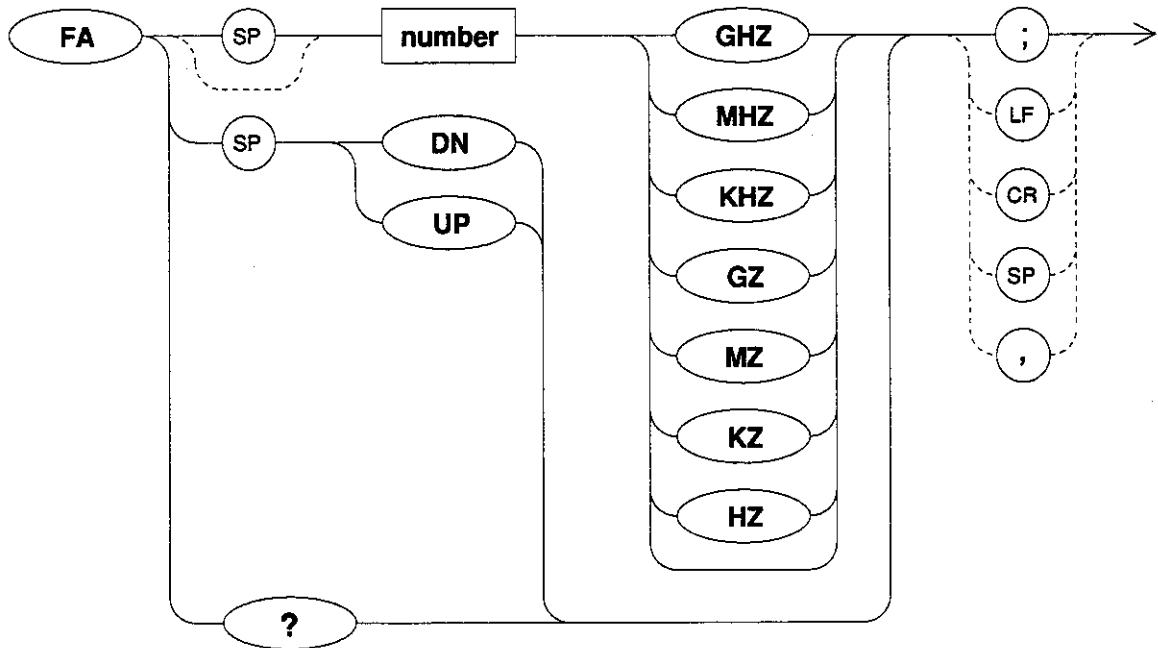 FA SP number GHZ ;
MHZ LF
SP DN
KHZ CR
UP
GZ SP
MZ ,
KZ
HZ
?